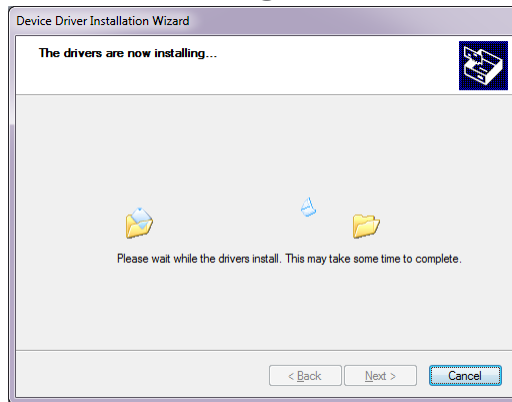 Device Driver Installation Wizard
The drivers are now installing...
Please wait while the drivers install. This may take some time to complete.
< Back Next > Cancel